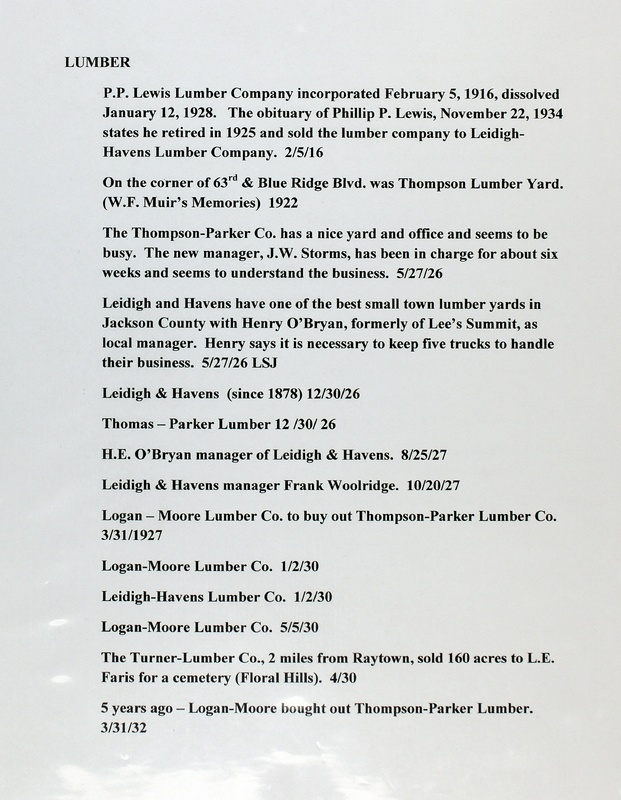 LUMBER
P.P. Lewis Lumber Company incorporated February 5, 1916, dissolved
January 12, 1928.   The obituary of Phillip P. Lewis, November 22, 1934
states he retired in 1925 and sold the lumber company to Leidigh-
Havens Lumber Company.  2/5/16
On the corner of 63rd & Blue Ridge Blvd. was Thompson Lumber Yard.
(W.F. Muir’s Memories)  1922
The Thompson-Parker Co. has a nice yard and office and seems to be
busy.  The new manager, J.W. Storms, has been in charge for about six
weeks and seems to understand the business.  5/27/26
Leidigh and Havens have one of the best small town lumber yards in
Jackson County with Henry O’Bryan, formerly of Lee’s Summit, as
local manager.  Henry says it is necessary to keep five trucks to handle
their business.  5/27/26 LSJ
Leidigh & Havens  (since 1878) 12/30/26
Thomas – Parker Lumber 12 /30/ 26
H.E. O’Bryan manager of Leidigh & Havens.  8/25/27
Leidigh & Havens manager Frank Woolridge.  10/20/27
Logan – Moore Lumber Co. to buy out Thompson-Parker Lumber Co.
3/31/1927
Logan-Moore Lumber Co.  1/2/30
Leidigh-Havens Lumber Co.  1/2/30
Logan-Moore Lumber Co.  5/5/30
The Turner-Lumber Co., 2 miles from Raytown, sold 160 acres to L.E.
Faris for a cemetery (Floral Hills).  4/30
5 years ago – Logan-Moore bought out Thompson-Parker Lumber.
3/31/32